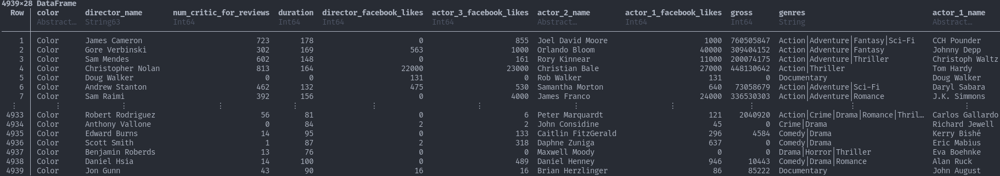 4939×28 DataFrame
Row color director_name num_critic_for_reviews duration director_facebook_likes actor_3_facebook_likes actor_2_name actor_1_facebook_likes gross genres actor_1_name
Abstract… String63 Int64 Int64 Int64 Int64 Abstract… Int64 Int64 String Abstract…
1 Color James Cameron 723 178 0 855 Joel David Moore 1000 760505847 Action|Adventure|Fantasy|Sci-Fi CCH Pounder
2 Color Gore Verbinski 302 169 563 1000 Orlando Bloom 40000 309404152 Action|Adventure|Fantasy Johnny Depp
3 Color Sam Mendes 602 148 0 161 Rory Kinnear 11000 200074175 Action|Adventure|Thriller Christoph Waltz
4 Color Christopher Nolan 813 164 22000 23000 Christian Bale 27000 448130642 Action|Thriller Tom Hardy
5 Color Doug Walker 0 0 131 0 Rob Walker 131 0 Documentary Doug Walker
6 Color Andrew Stanton 462 132 475 530 Samantha Morton 640 73058679 Action|Adventure|Sci-Fi Daryl Sabara
7 Color Sam Raimi 392 156 0 4000 James Franco 24000 336530303 Action|Adventure|Romance J.K. Simmons
⋮ ⋮ ⋮ ⋮ ⋮ ⋮ ⋮ ⋮ ⋮ ⋮ ⋮ ⋮
4933 Color Robert Rodriguez 56 81 0 6 Peter Marquardt 121 2040920 Action|Crime|Drama|Romance|Thril… Carlos Gallardo
4934 Color Anthony Vallone 0 84 2 2 John Considine 45 0 Crime|Drama Richard Jewell
4935 Color Edward Burns 14 95 0 133 Caitlin FitzGerald 296 4584 Comedy|Drama Kerry Bishé
4936 Color Scott Smith 1 87 2 318 Daphne Zuniga 637 0 Comedy|Drama Eric Mabius
4937 Color Benjamin Roberds 13 76 0 0 Maxwell Moody 0 0 Drama|Horror|Thriller Eva Boehnke
4938 Color Daniel Hsia 14 100 0 489 Daniel Henney 946 10443 Comedy|Drama|Romance Alan Ruck
4939 Color Jon Gunn 43 90 16 16 Brian Herzlinger 86 85222 Documentary John August